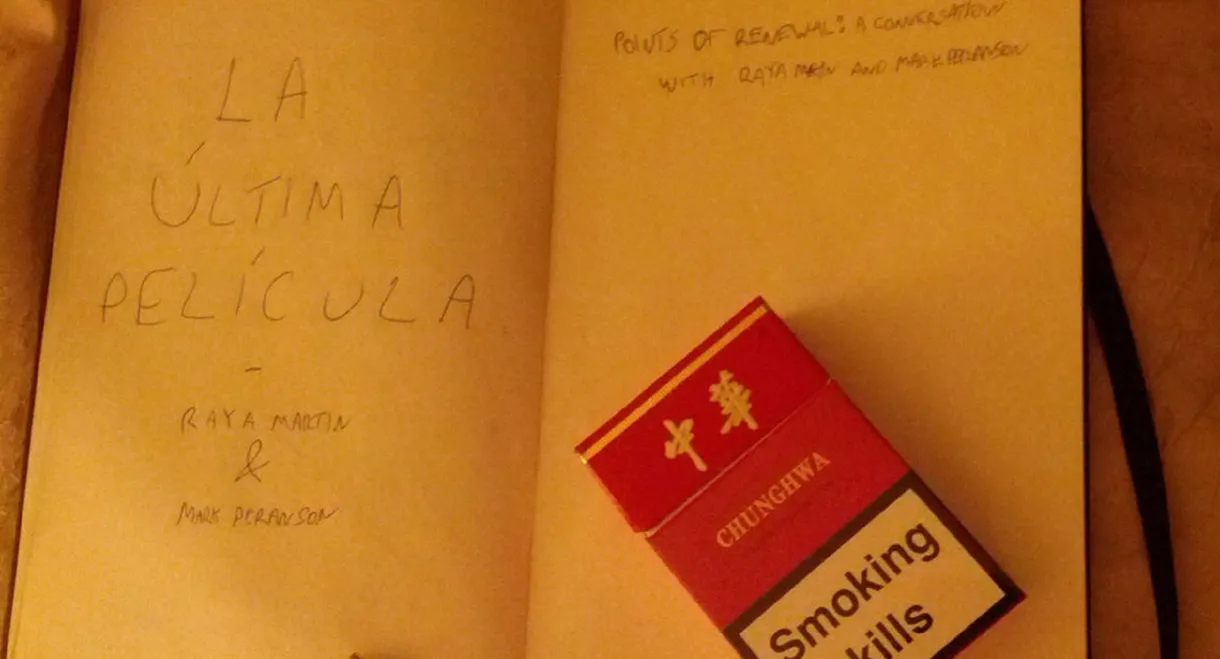 LA
ÚLTIMA
PELÍCULA
-
RAYA MARTIN
&
MARK PERANSON
POINTS OF RENEWAL: A CONVERSATION
WITH RAYA MARTIN AND MARK PERANSON
中华
CHUNGHWA
Smoking
kills